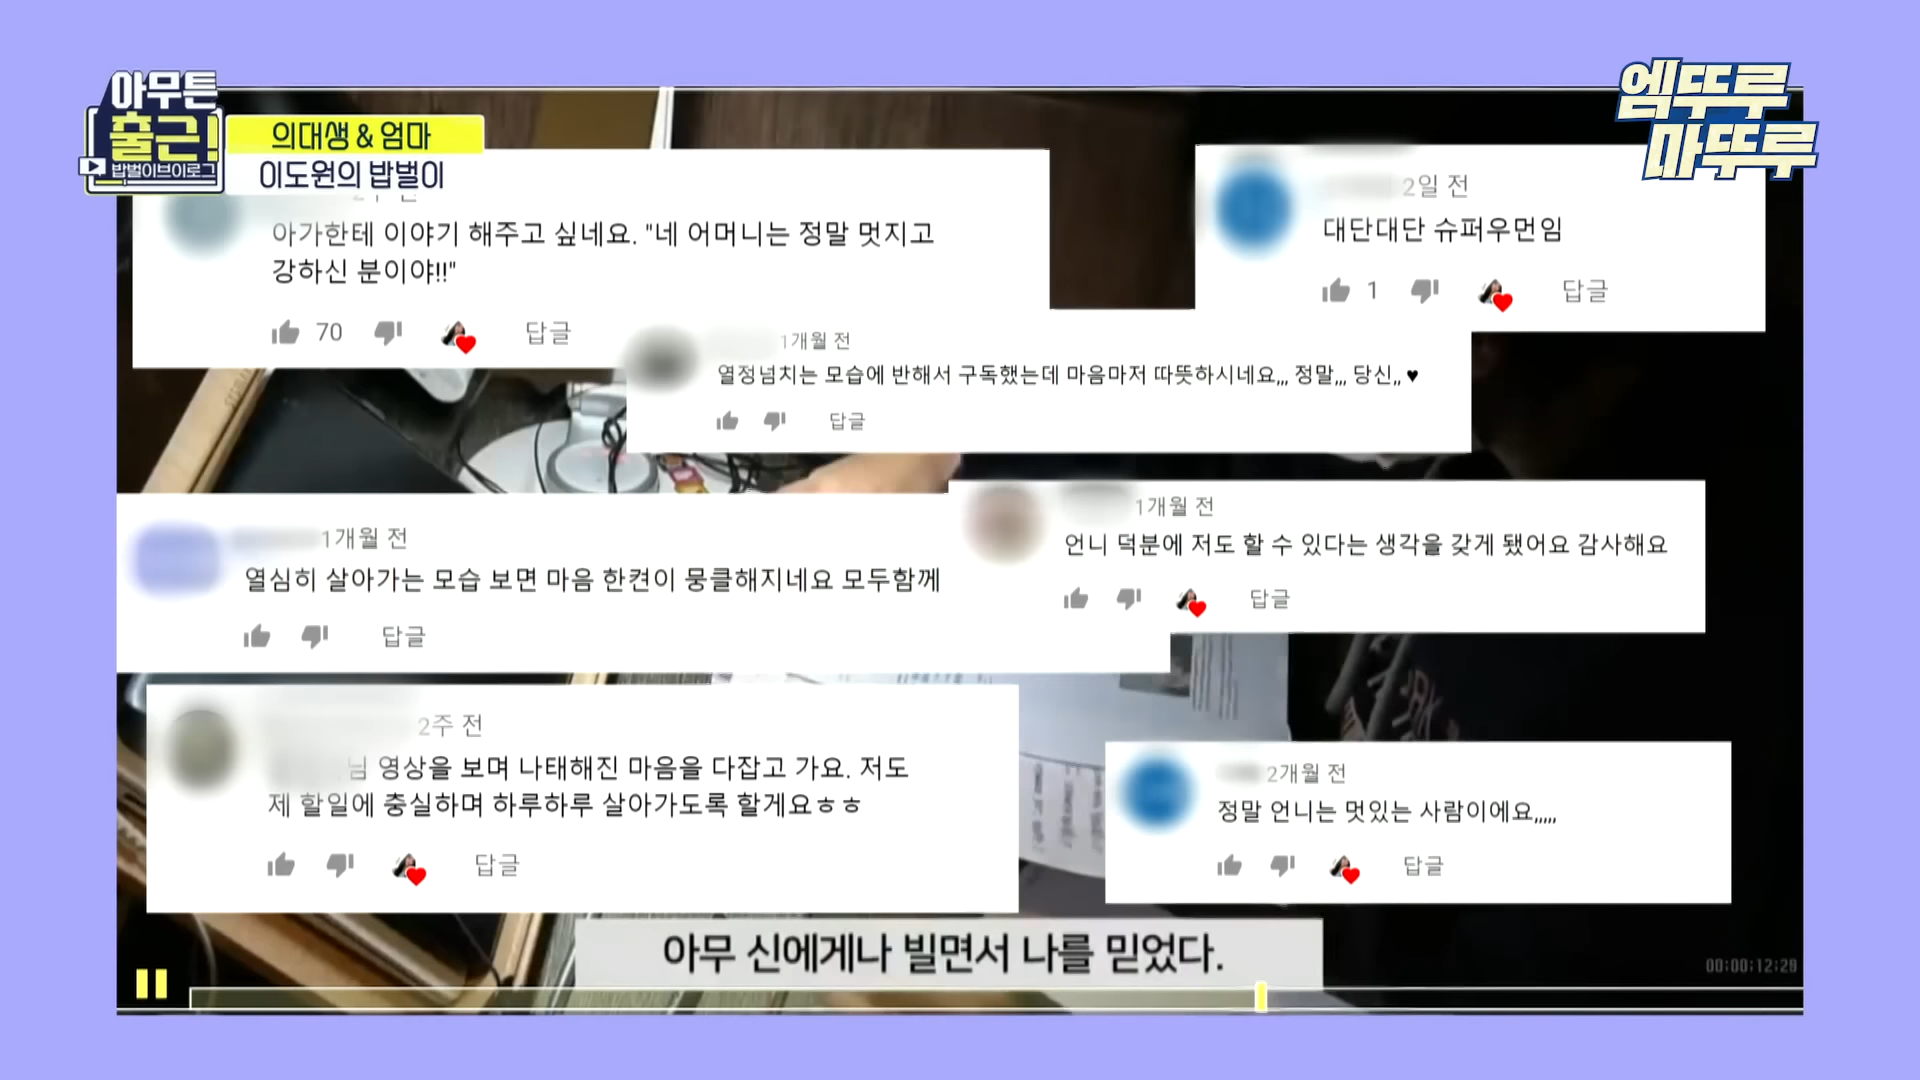 아무튼
출근!
밥벌이브이로그
의대생 & 엄마
이도원의 밥벌이
엠뚜루
마뚜루
아가한테 이야기 해주고 싶네요. "네 어머니는 정말 멋지고
강하신 분이야!!"
70 답글
2일 전
대단대단 슈퍼우먼임
1 답글
1개월 전
열정넘치는 모습에 반해서 구독했는데 마음마저 따뜻하시네요,,, 정말,,, 당신,, ♥
답글
1개월 전
열심히 살아가는 모습 보면 마음 한켠이 뭉클해지네요 모두함께
답글
1개월 전
언니 덕분에 저도 할 수 있다는 생각을 갖게 됐어요 감사해요
답글
2주 전
님 영상을 보며 나태해진 마음을 다잡고 가요. 저도
제 할일에 충실하며 하루하루 살아가도록 할게요ㅎㅎ
답글
2개월 전
정말 언니는 멋있는 사람이에요,,,,,
답글
아무 신에게나 빌면서 나를 믿었다.
00:00:12:28